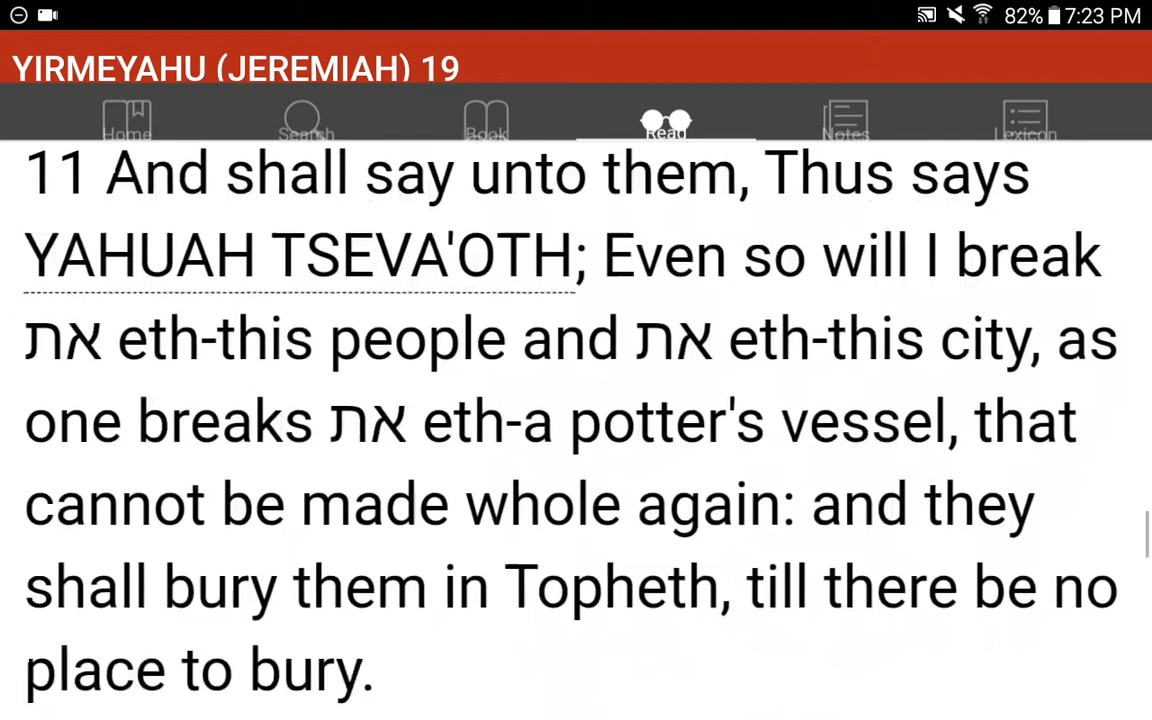 82% 7:23 PM
YIRMEYAHU (JEREMIAH) 19
Home Search Book Read Notes Lexicon
11 And shall say unto them, Thus says
YAHUAH TSEVA'OTH; Even so will I break
את eth-this people and את eth-this city, as
one breaks את eth-a potter's vessel, that
cannot be made whole again: and they
shall bury them in Topheth, till there be no
place to bury.